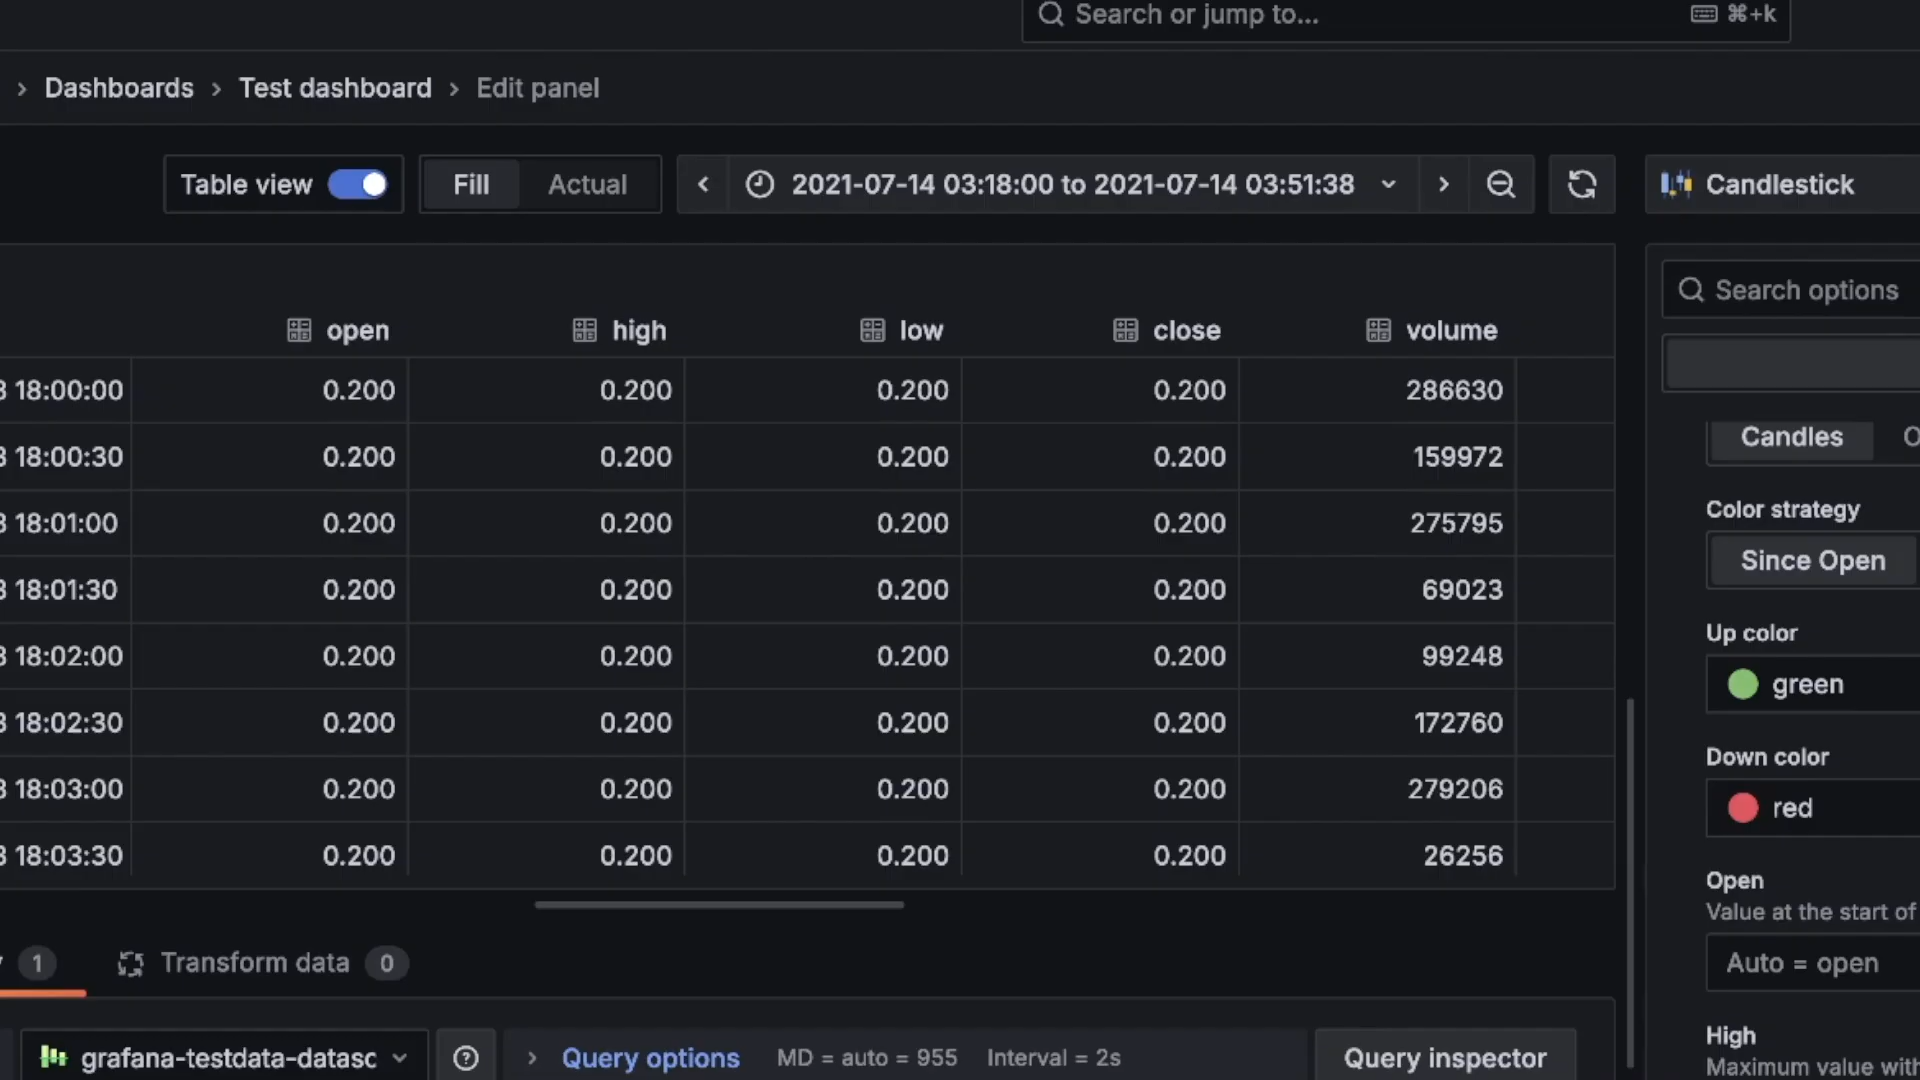 Search or jump to... ⌘+k
Dashboards > Test dashboard > Edit panel
Table view Fill Actual 2021-07-14 03:18:00 to 2021-07-14 03:51:38 Candlestick
Search options
open high low close volume
18:00:00 0.200 0.200 0.200 0.200 286630
18:00:30 0.200 0.200 0.200 0.200 159972
18:01:00 0.200 0.200 0.200 0.200 275795
18:01:30 0.200 0.200 0.200 0.200 69023
18:02:00 0.200 0.200 0.200 0.200 99248
18:02:30 0.200 0.200 0.200 0.200 172760
18:03:00 0.200 0.200 0.200 0.200 279206
18:03:30 0.200 0.200 0.200 0.200 26256
Candles
Color strategy
Since Open
Up color
green
Down color
red
Open
Value at the start of
Auto = open
High
Maximum value
1 Transform data 0
grafana-testdata-datasc Query options MD = auto = 955 Interval = 2s Query inspector